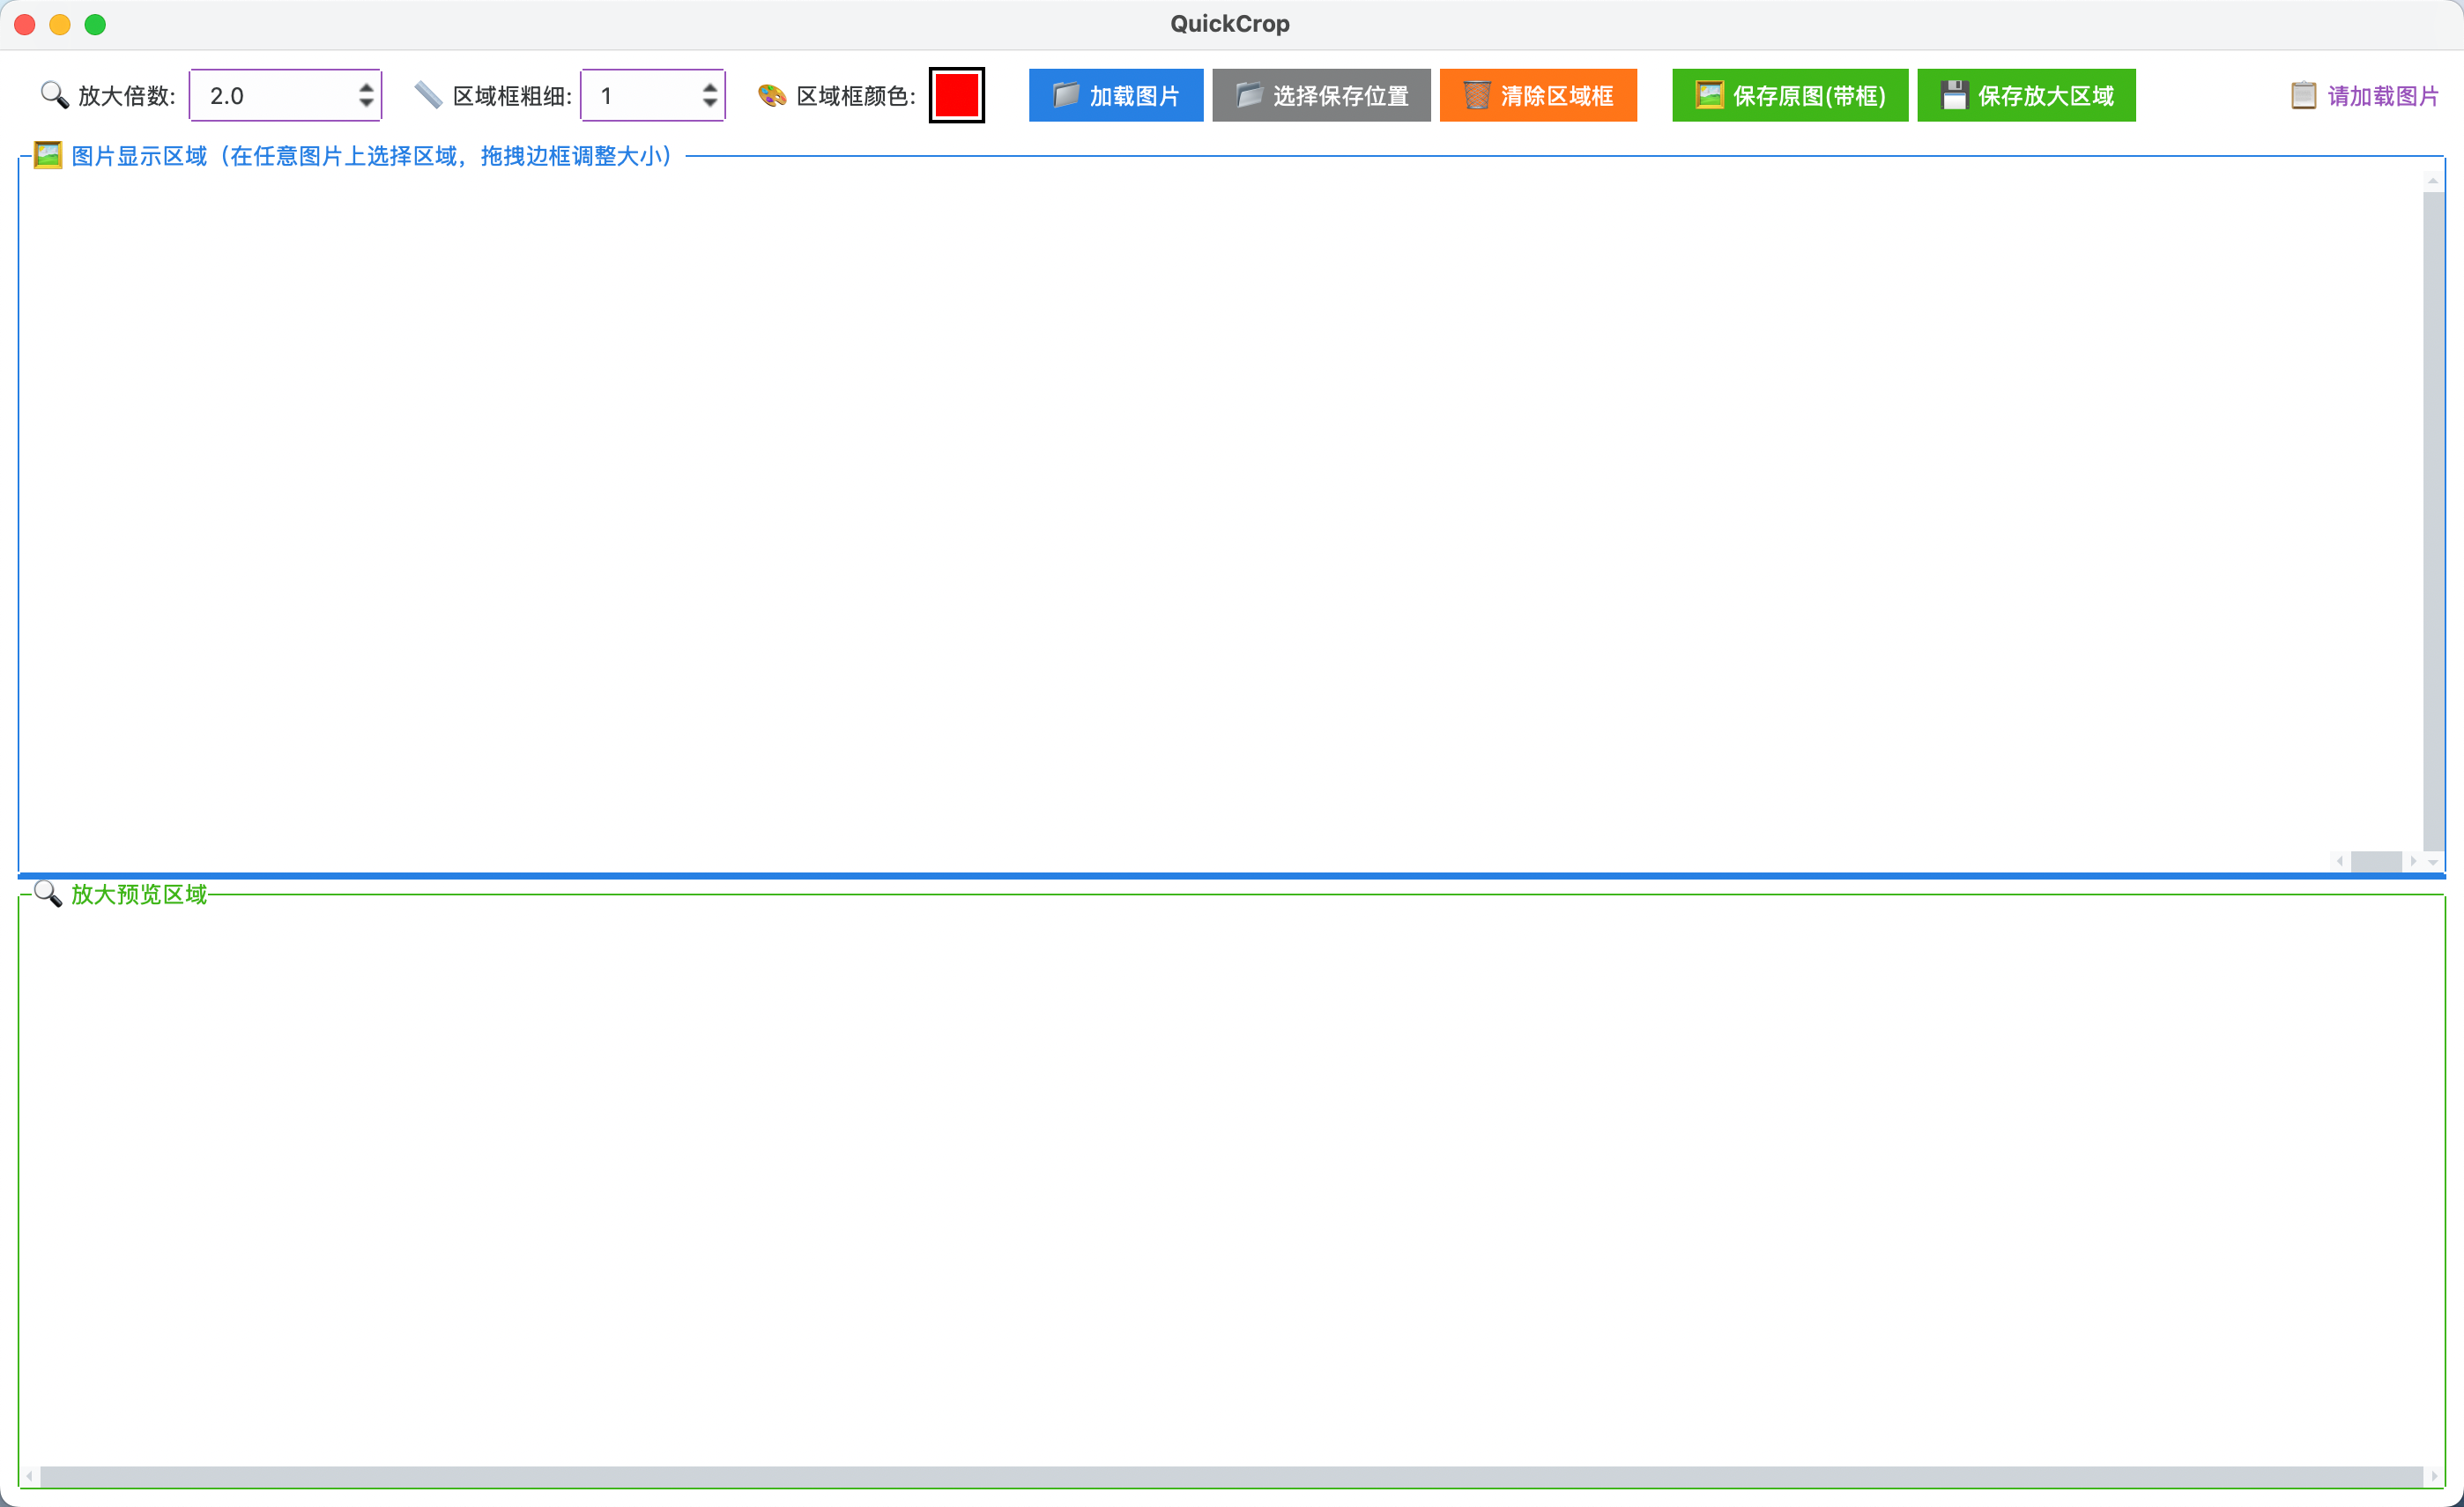 QuickCrop
放大倍数: 2.0 区域框粗细: 1 区域框颜色: 加载图片 选择保存位置 清除区域框 保存原图(带框) 保存放大区域 请加载图片
图片显示区域（在任意图片上选择区域，拖拽边框调整大小）
放大预览区域